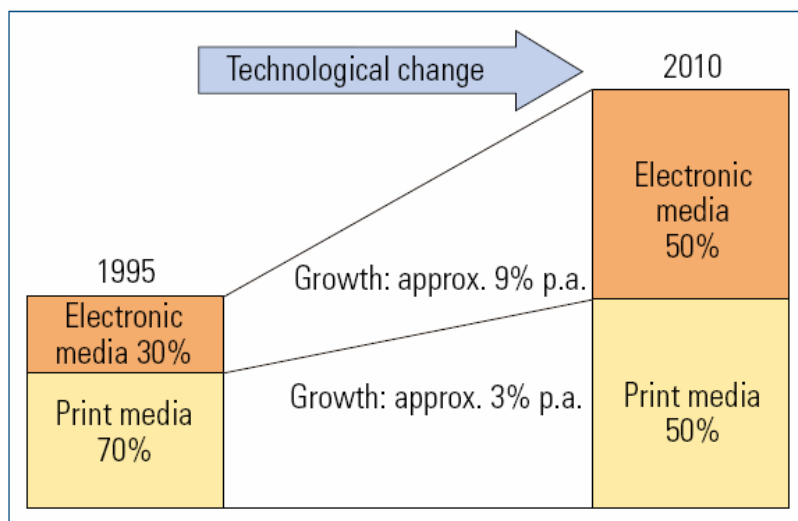 Technological change
2010
1995
Electronic
media
50%
Growth: approx. 9% p.a.
Electronic
media 30%
Growth: approx. 3% p.a.
Print media
70%
Print media
50%